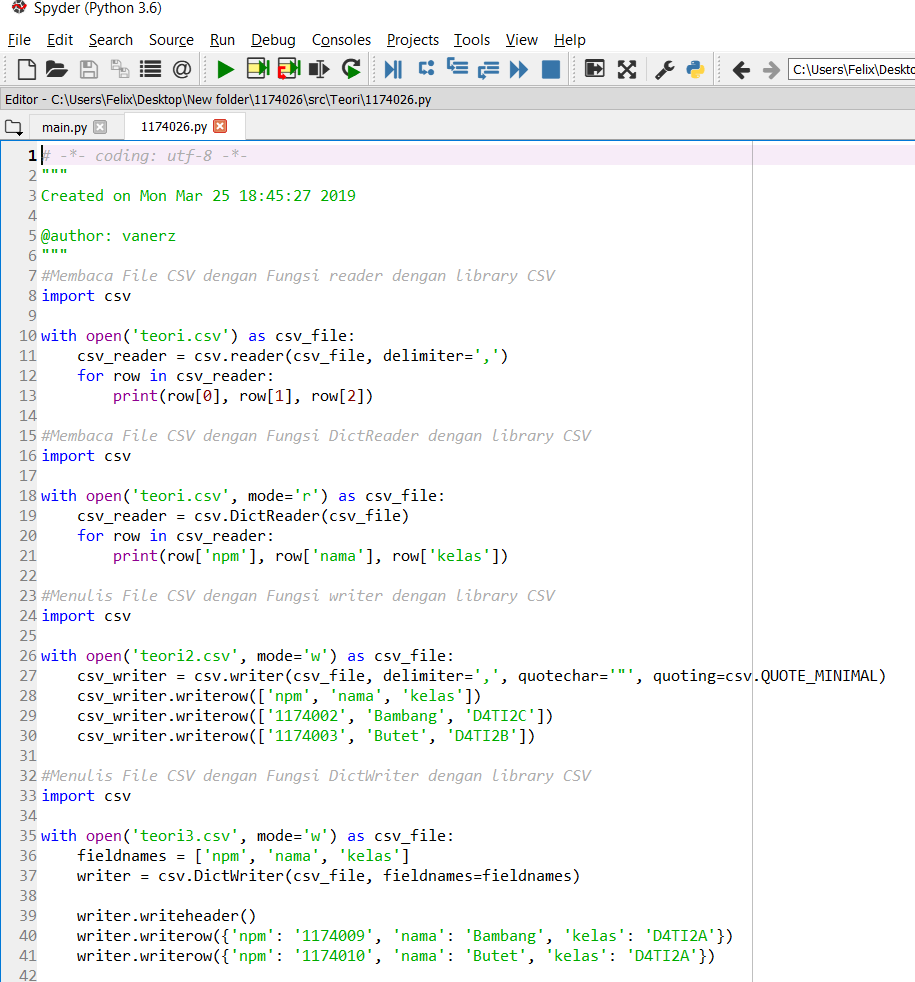 Spyder (Python 3.6)
File Edit Search Source Run Debug Consoles Projects Tools View Help
C:\Users\Felix\Deskto
Editor - C:\Users\Felix\Desktop\New folder\1174026\src\Teori\1174026.py
main.py 1174026.py
1 # -*- coding: utf-8 -*-
2 """
3 Created on Mon Mar 25 18:45:27 2019
4
5 @author: vanerz
6 """
7 #Membaca File CSV dengan Fungsi reader dengan library CSV
8 import csv
9
10 with open('teori.csv') as csv_file:
11     csv_reader = csv.reader(csv_file, delimiter=',')
12     for row in csv_reader:
13         print(row[0], row[1], row[2])
14
15 #Membaca File CSV dengan Fungsi DictReader dengan library CSV
16 import csv
17
18 with open('teori.csv', mode='r') as csv_file:
19     csv_reader = csv.DictReader(csv_file)
20     for row in csv_reader:
21         print(row['npm'], row['nama'], row['kelas'])
22
23 #Menulis File CSV dengan Fungsi writer dengan library CSV
24 import csv
25
26 with open('teori2.csv', mode='w') as csv_file:
27     csv_writer = csv.writer(csv_file, delimiter=',', quotechar='"', quoting=csv.QUOTE_MINIMAL)
28     csv_writer.writerow(['npm', 'nama', 'kelas'])
29     csv_writer.writerow(['1174002', 'Bambang', 'D4TI2C'])
30     csv_writer.writerow(['1174003', 'Butet', 'D4TI2B'])
31
32 #Menulis File CSV dengan Fungsi DictWriter dengan library CSV
33 import csv
34
35 with open('teori3.csv', mode='w') as csv_file:
36     fieldnames = ['npm', 'nama', 'kelas']
37     writer = csv.DictWriter(csv_file, fieldnames=fieldnames)
38
39     writer.writeheader()
40     writer.writerow({'npm': '1174009', 'nama': 'Bambang', 'kelas': 'D4TI2A'})
41     writer.writerow({'npm': '1174010', 'nama': 'Butet', 'kelas': 'D4TI2A'})
42